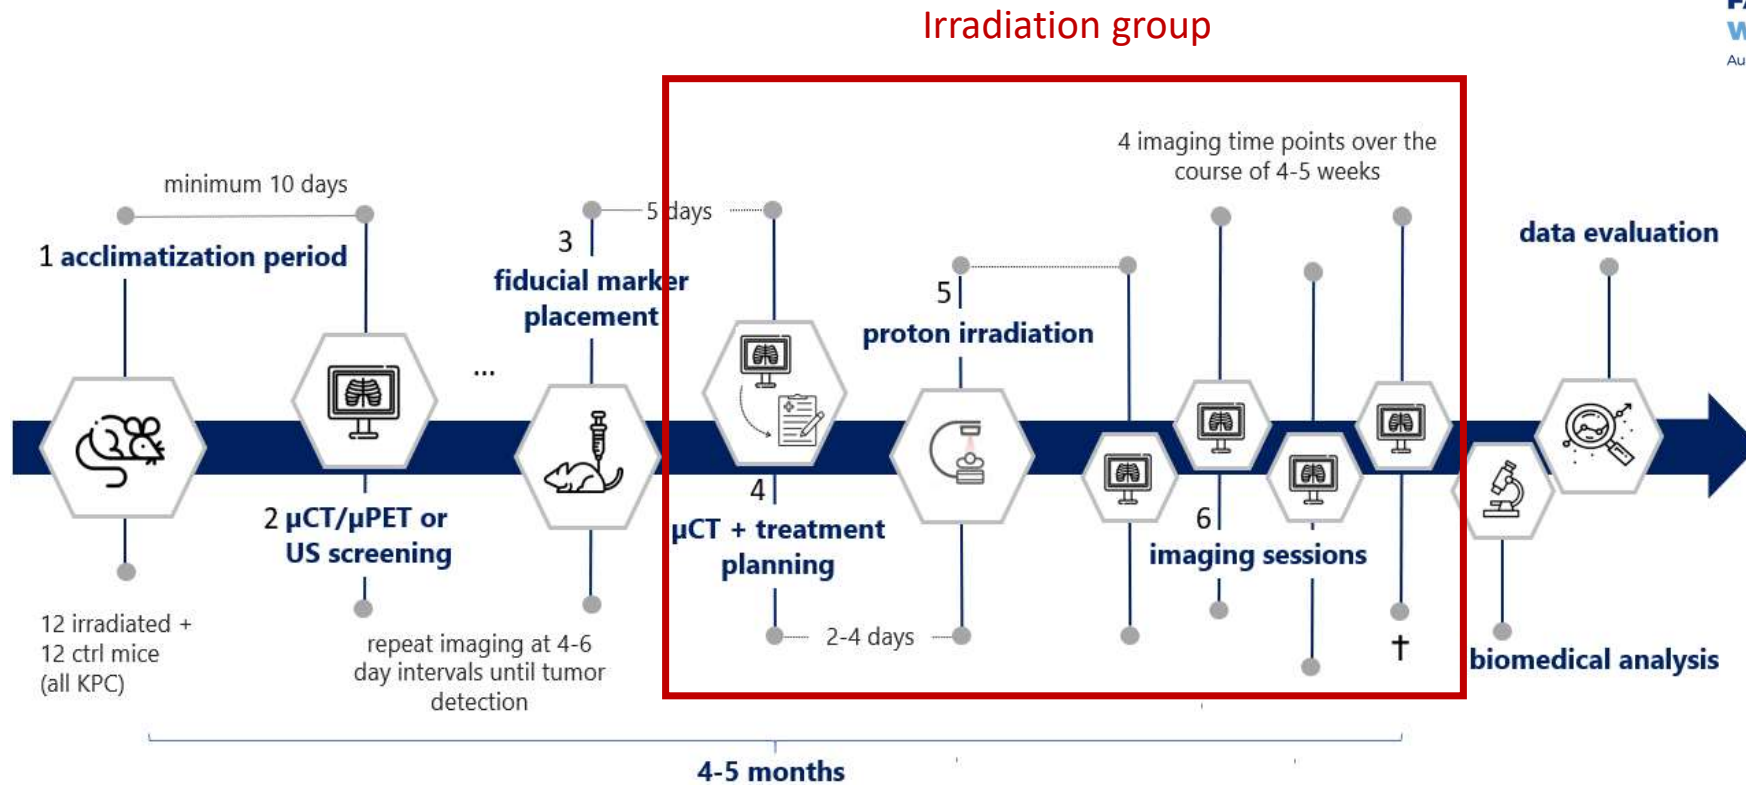 Irradiation group
Au
4 imaging time points over the
course of 4-5 weeks
minimum 10 days
5 days
1 acclimatization period
3
fiducial marker
placement
5
proton irradiation
data evaluation
...
4
µCT + treatment
planning
2 µCT/µPET or
US screening
6
imaging sessions
12 irradiated +
12 ctrl mice
(all KPC)
repeat imaging at 4-6
day intervals until tumor
detection
2-4 days
†
biomedical analysis
4-5 months